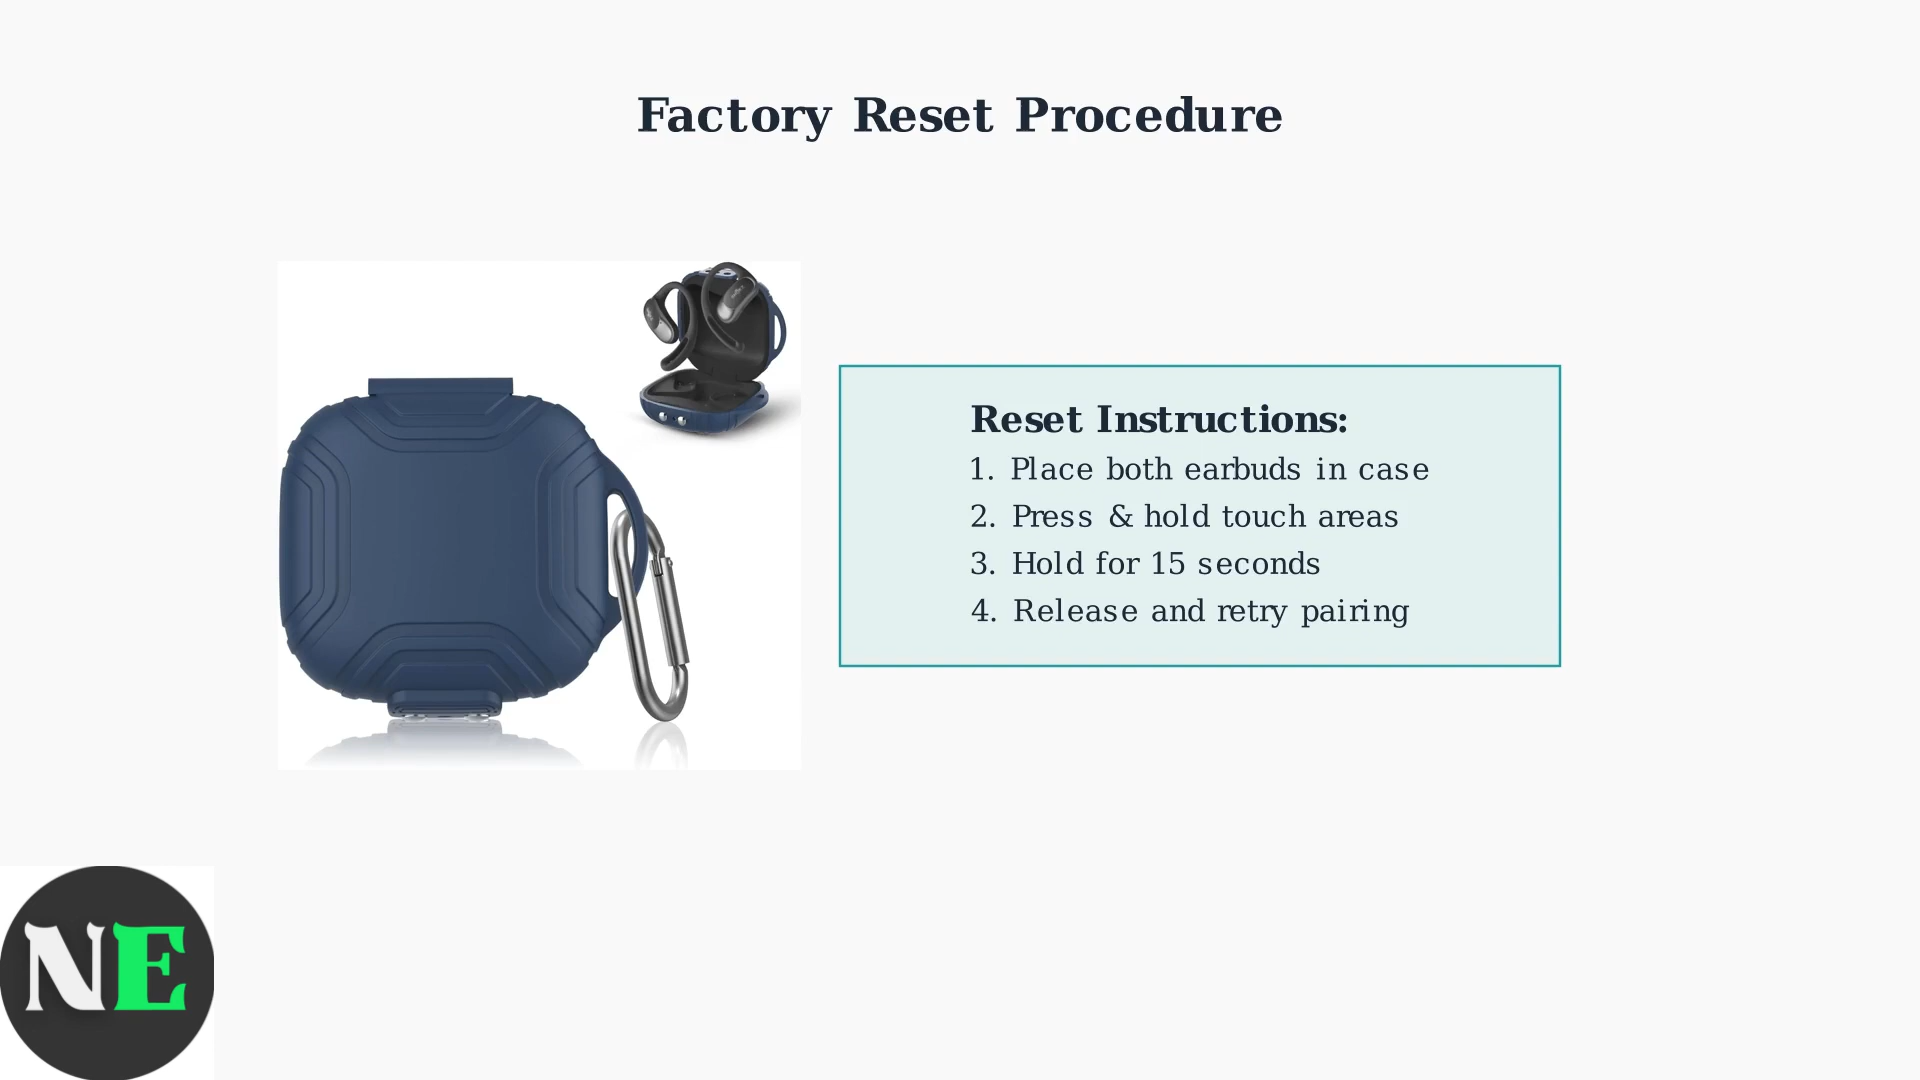 Factory Reset Procedure
Reset Instructions:
1. Place both earbuds in case
2. Press & hold touch areas
3. Hold for 15 seconds
4. Release and retry pairing
NE